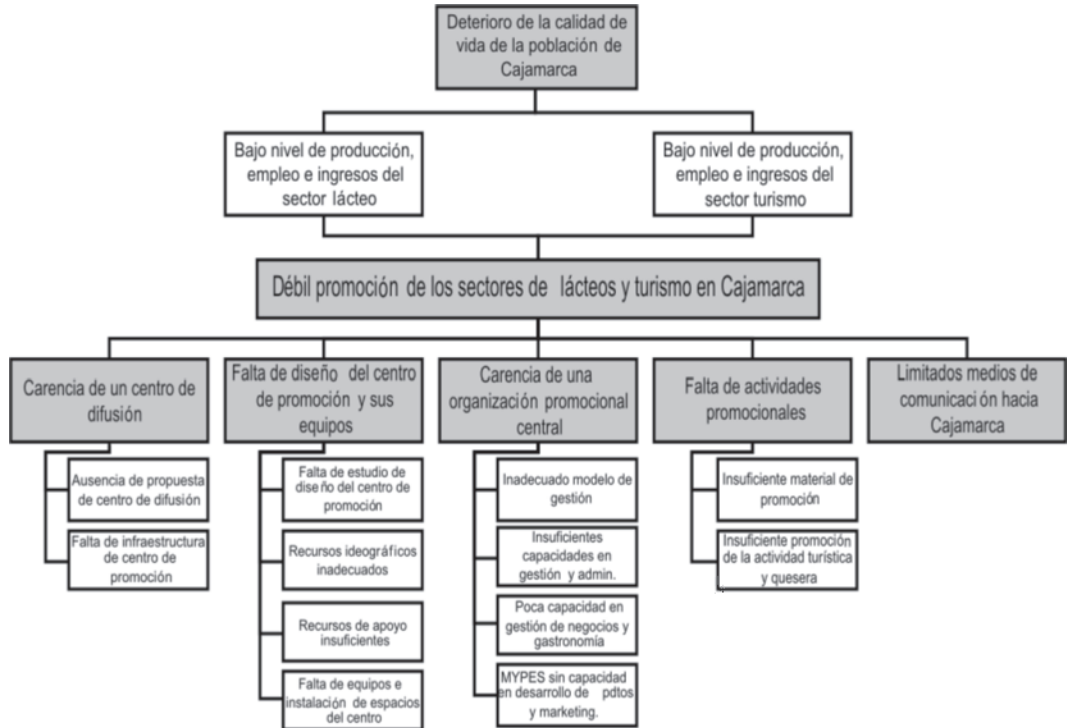 Deterioro de la calidad de
vida de la población de
Cajamarca
Bajo nivel de producción,
empleo e ingresos del
sector lácteo
Bajo nivel de producción,
empleo e ingresos del
sector turismo
Débil promoción de los sectores de lácteos y turismo en Cajamarca
Carencia de un centro de
difusión
Ausencia de propuesta
de centro de difusión
Falta de infraestructura
de centro de
promoción
Falta de diseño del centro
de promoción y sus
equipos
Falta de estudio de
diseño del centro de
promoción
Recursos ideográficos
inadecuados
Recursos de apoyo
insuficientes
Falta de equipos e
instalación de espacios
del centro
Carencia de una
organización promocional
central
Inadecuado modelo de
gestión
Insuficientes
capacidades en
gestión y admin.
Poca capacidad en
gestión de negocios y
gastronomía
MYPES sin capacidad
en desarrollo de pdtos
y marketing.
Falta de actividades
promocionales
Insuficiente material de
promoción
Insuficiente promoción
de la actividad turística
y quesera
Limitados medios de
comunicación hacia
Cajamarca